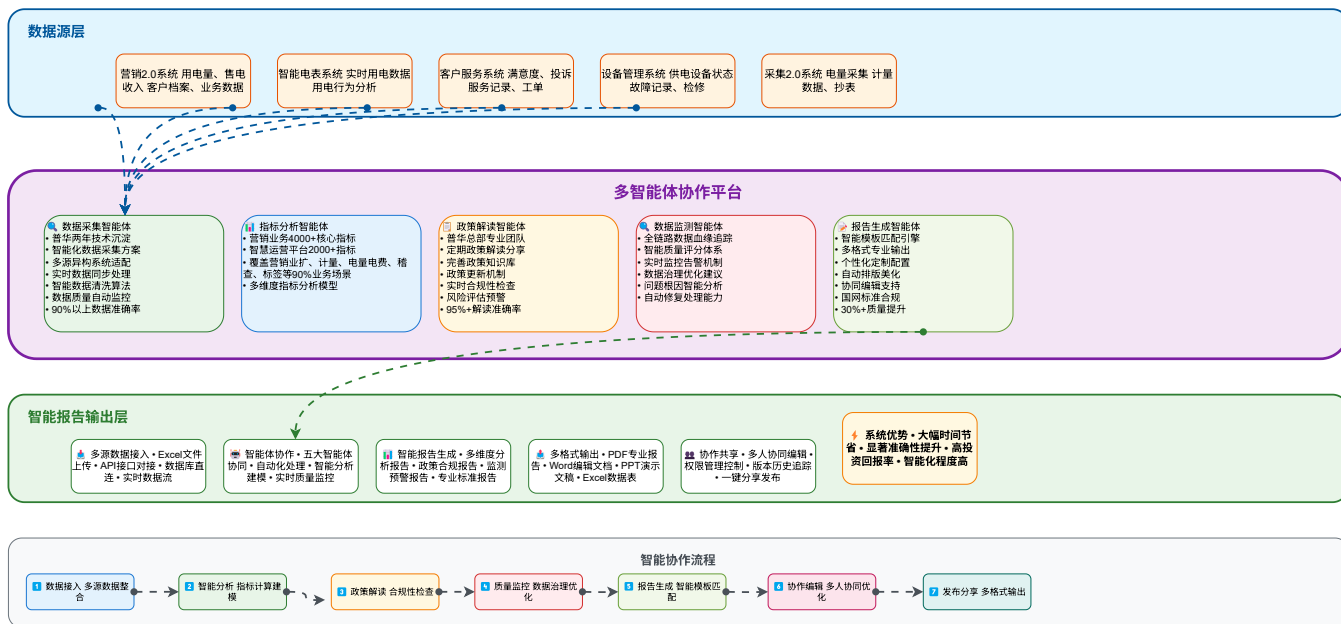 数据源层
营销2.0系统 用电量、售电
收入 客户档案、业务数据
智能电表系统 实时用电数据
用电行为分析
客户服务系统 满意度、投诉
服务记录、工单
设备管理系统 供电设备状态
故障记录、检修
采集2.0系统 电量采集 计量
数据、抄表
多智能体协作平台
🔍 数据采集智能体
• 普华两年技术沉淀
• 智能化数据采集方案
• 多源异构系统适配
• 实时数据同步处理
• 智能数据清洗算法
• 数据质量自动监控
• 90%以上数据准确率
📊 指标分析智能体
• 营销业务4000+核心指标
• 智慧运营平台2000+指标
• 覆盖营销业扩、计量、电量电费、稽
查、标签等90%业务场景
• 多维度指标分析模型
📋 政策解读智能体
• 普华总部专业团队
• 定期政策解读分享
• 完善政策知识库
• 政策更新机制
• 实时合规性检查
• 风险评估预警
• 95%+解读准确率
🔍 数据监测智能体
• 全链路数据血缘追踪
• 智能质量评分体系
• 实时监控告警机制
• 数据治理优化建议
• 问题根因智能分析
• 自动修复处理能力
📝 报告生成智能体
• 智能模板匹配引擎
• 多格式专业输出
• 个性化定制配置
• 自动排版美化
• 协同编辑支持
• 国网标准合规
• 30%+质量提升
智能报告输出层
📥 多源数据接入 • Excel文件
上传 • API接口对接 • 数据库直
连 • 实时数据流
🤖 智能体协作 • 五大智能体
协同 • 自动化处理 • 智能分析
建模 • 实时质量监控
📊 智能报告生成 • 多维度分
析报告 • 政策合规报告 • 监测
预警报告 • 专业标准报告
📤 多格式输出 • PDF专业报
告 • Word编辑文档 • PPT演示
文稿 • Excel数据表
👥 协作共享 • 多人协同编辑 •
权限管理控制 • 版本历史追踪
• 一键分享发布
⚡ 系统优势 • 大幅时间节
省 • 显著准确性提升 • 高投
资回报率 • 智能化程度高
智能协作流程
1️⃣ 数据接入 多源数据整
合
2️⃣ 智能分析 指标计算建
模
3️⃣ 政策解读 合规性检查
4️⃣ 质量监控 数据治理优
化
5️⃣ 报告生成 智能模板匹
配
6️⃣ 协作编辑 多人协同优
化
7️⃣ 发布分享 多格式输出